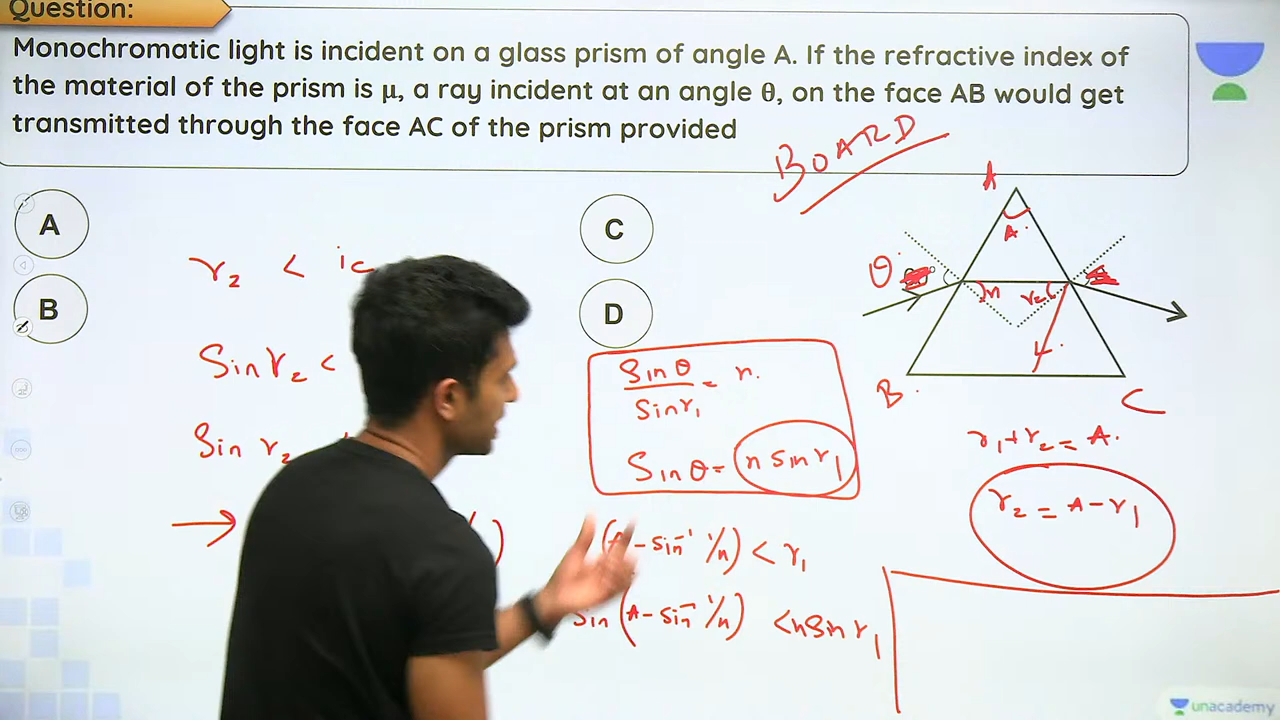 Question:
Monochromatic light is incident on a glass prism of angle A. If the refractive index of
the material of the prism is μ, a ray incident at an angle θ, on the face AB would get
transmitted through the face AC of the prism provided
BOARD
A
B
C
D
r₂ < ic
Sin r₂ <
Sin r₂
→
)
Sinθ/Sin r₁ = n.
Sinθ = n sin r₁
- sin⁻¹ 1/n) < r₁
Sin (A - sin⁻¹ 1/n) < n sin r₁
A
A
θ
r₁
r₂
B
C
r₁ + r₂ = A.
r₂ = A - r₁
unacademy